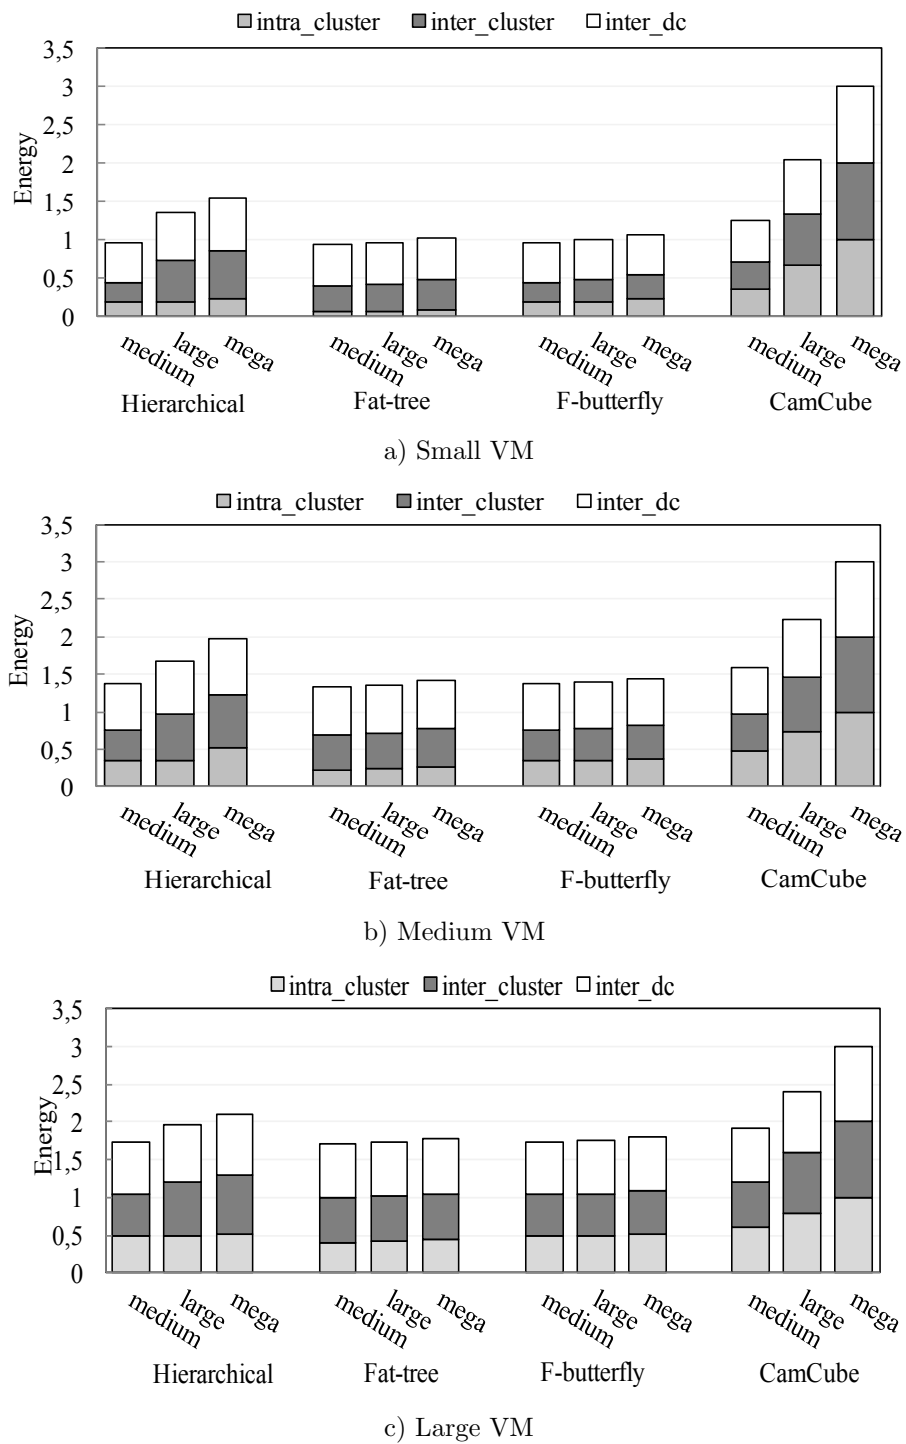 intra_cluster inter_cluster inter_dc
3,5
3
2,5
2
1,5
1
0,5
0
Energy
medium large mega medium large mega medium large mega medium large mega
Hierarchical Fat-tree F-butterfly CamCube
a) Small VM
intra_cluster inter_cluster inter_dc
3,5
3
2,5
2
1,5
1
0,5
0
Energy
medium large mega medium large mega medium large mega medium large mega
Hierarchical Fat-tree F-butterfly CamCube
b) Medium VM
intra_cluster inter_cluster inter_dc
3,5
3
2,5
2
1,5
1
0,5
0
Energy
medium large mega medium large mega medium large mega medium large mega
Hierarchical Fat-tree F-butterfly CamCube
c) Large VM